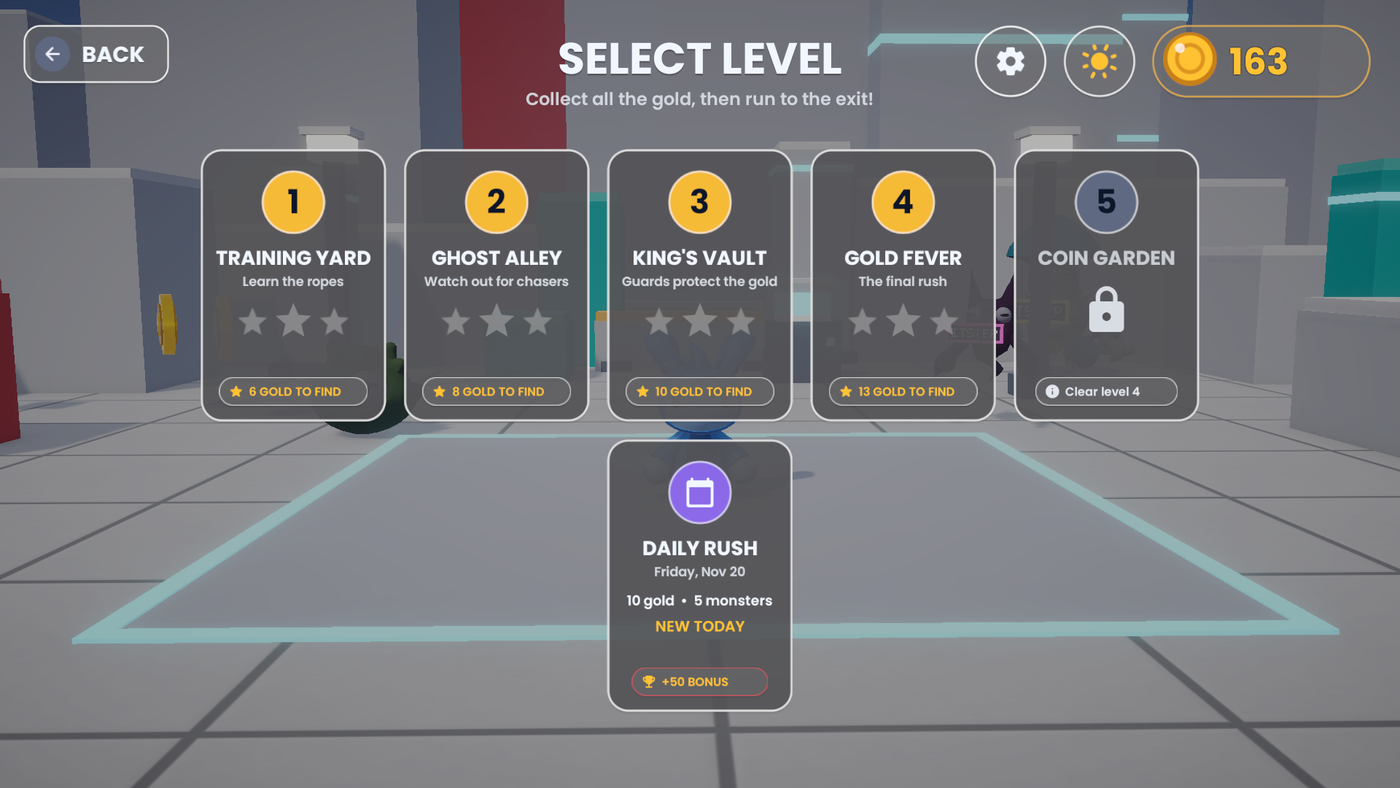 BACK
SELECT LEVEL
Collect all the gold, then run to the exit!
163
1
TRAINING YARD
Learn the ropes
6 GOLD TO FIND
2
GHOST ALLEY
Watch out for chasers
8 GOLD TO FIND
3
KING'S VAULT
Guards protect the gold
10 GOLD TO FIND
4
GOLD FEVER
The final rush
13 GOLD TO FIND
5
COIN GARDEN
Clear level 4
DAILY RUSH
Friday, Nov 20
10 gold • 5 monsters
NEW TODAY
+50 BONUS